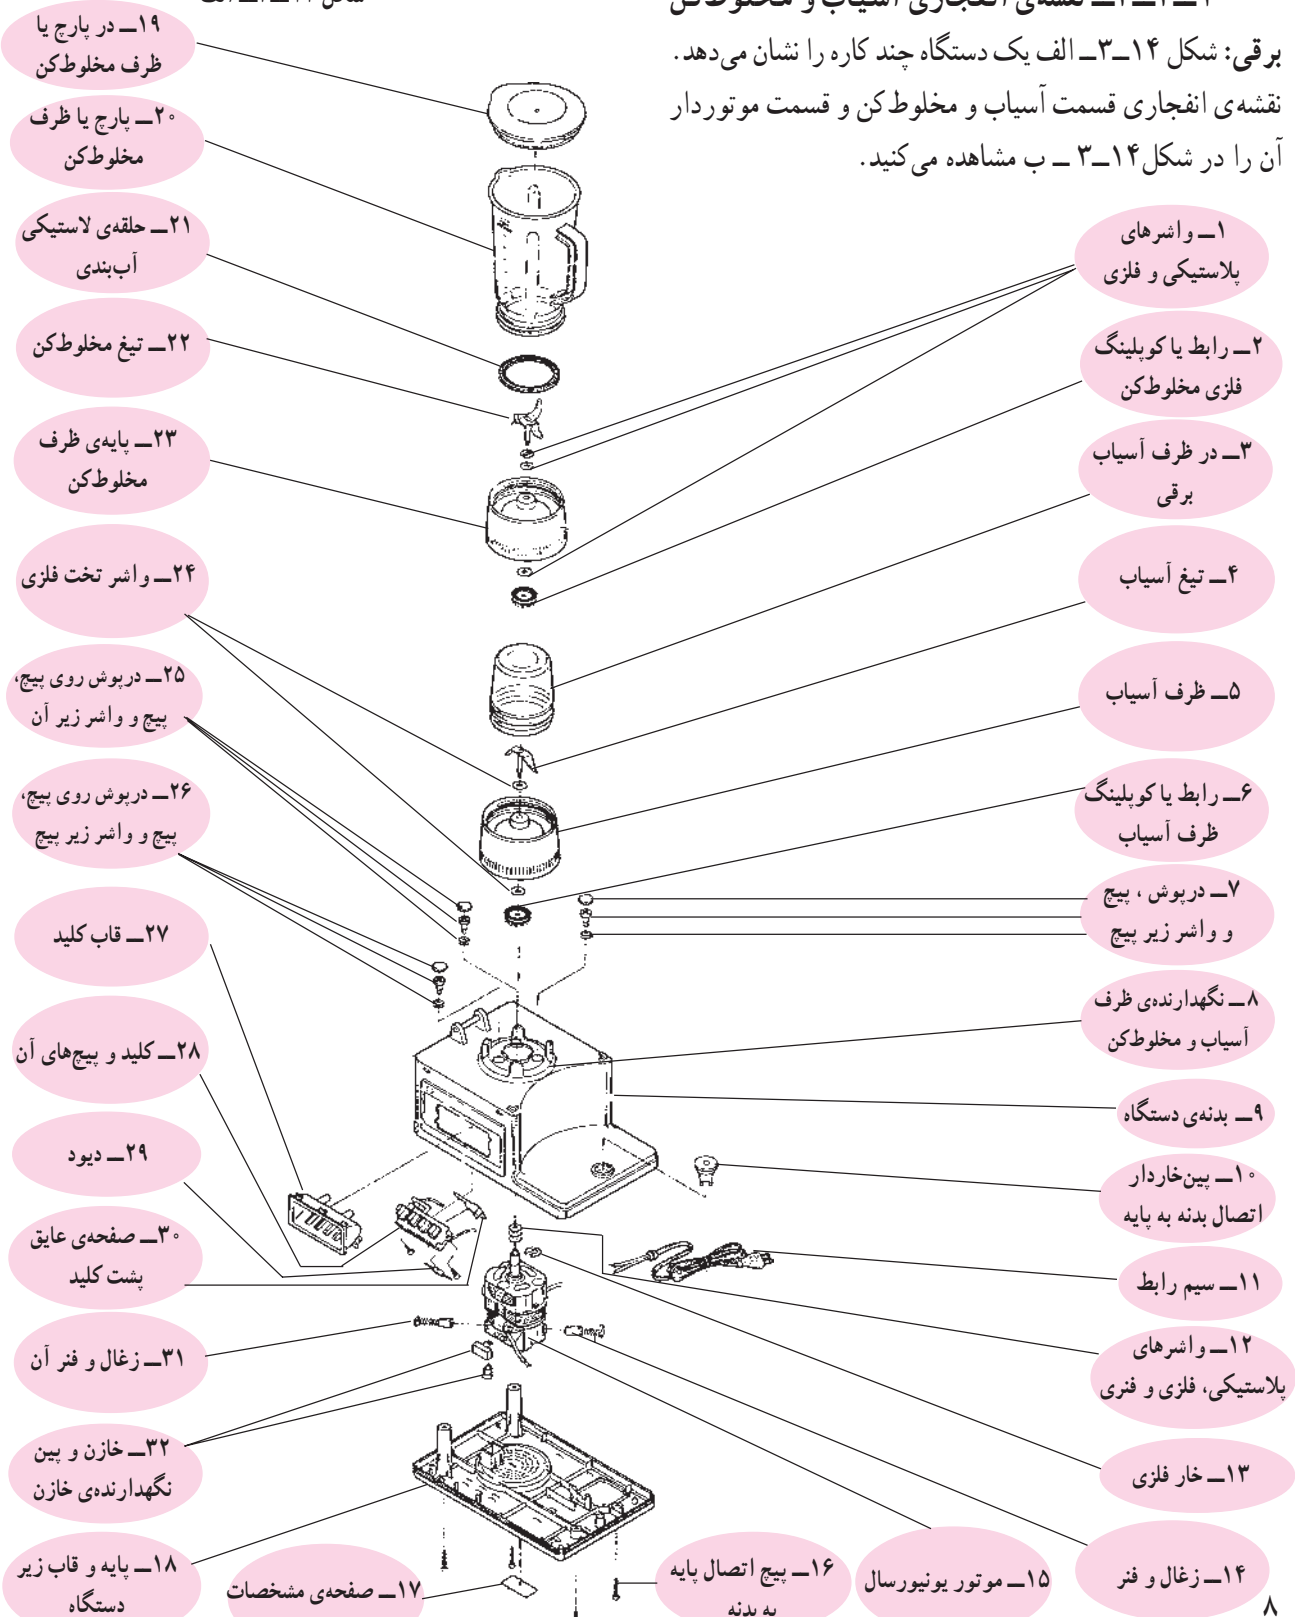 برقی: شکل ۱۴ــ۳ــ الف یک دستگاه چند کاره را نشان می‌دهد.
نقشه‌ی انفجاری قسمت آسیاب و مخلوط‌کن و قسمت موتوردار
آن را در شکل۱۴ــ۳ ــ ب مشاهده می‌کنید.
۱ــ واشرهای
پلاستیکی و فلزی
۲ــ رابط یا کوپلینگ
فلزی مخلوط‌کن
۳ــ در ظرف آسیاب
برقی
۴ــ تیغ آسیاب
۵ــ ظرف آسیاب
۶ــ رابط یا کوپلینگ
ظرف آسیاب
۷ــ درپوش ، پیچ
و واشر زیر پیچ
۸ــ نگهدارنده‌ی ظرف
آسیاب و مخلوط‌کن
۹ــ بدنه‌ی دستگاه
۱۰ــ پین‌خاردار
اتصال بدنه به پایه
۱۱ــ سیم رابط
۱۲ــ واشرهای
پلاستیکی، فلزی و فنری
۱۳ــ خار فلزی
۱۴ــ زغال و فنر
۱۵ــ موتور یونیورسال
۱۶ــ پیچ اتصال پایه
به بدنه
۱۷ــ صفحه‌ی مشخصات
۱۸ــ پایه و قاب زیر
دستگاه
۱۹ــ در پارچ یا
ظرف مخلوط‌کن
۲۰ــ پارچ یا ظرف
مخلوط‌کن
۲۱ــ حلقه‌ی لاستیکی
آب‌بندی
۲۲ــ تیغ مخلوط‌کن
۲۳ــ پایه‌ی ظرف
مخلوط‌کن
۲۴ــ واشر تخت فلزی
۲۵ــ درپوش روی پیچ،
پیچ و واشر زیر آن
۲۶ــ درپوش روی پیچ،
پیچ و واشر زیر پیچ
۲۷ــ قاب کلید
۲۸ــ کلید و پیچ‌های آن
۲۹ــ دیود
۳۰ــ صفحه‌ی عایق
پشت کلید
۳۱ــ زغال و فنر آن
۳۲ــ خازن و پین
نگهدارنده‌ی خازن
۸